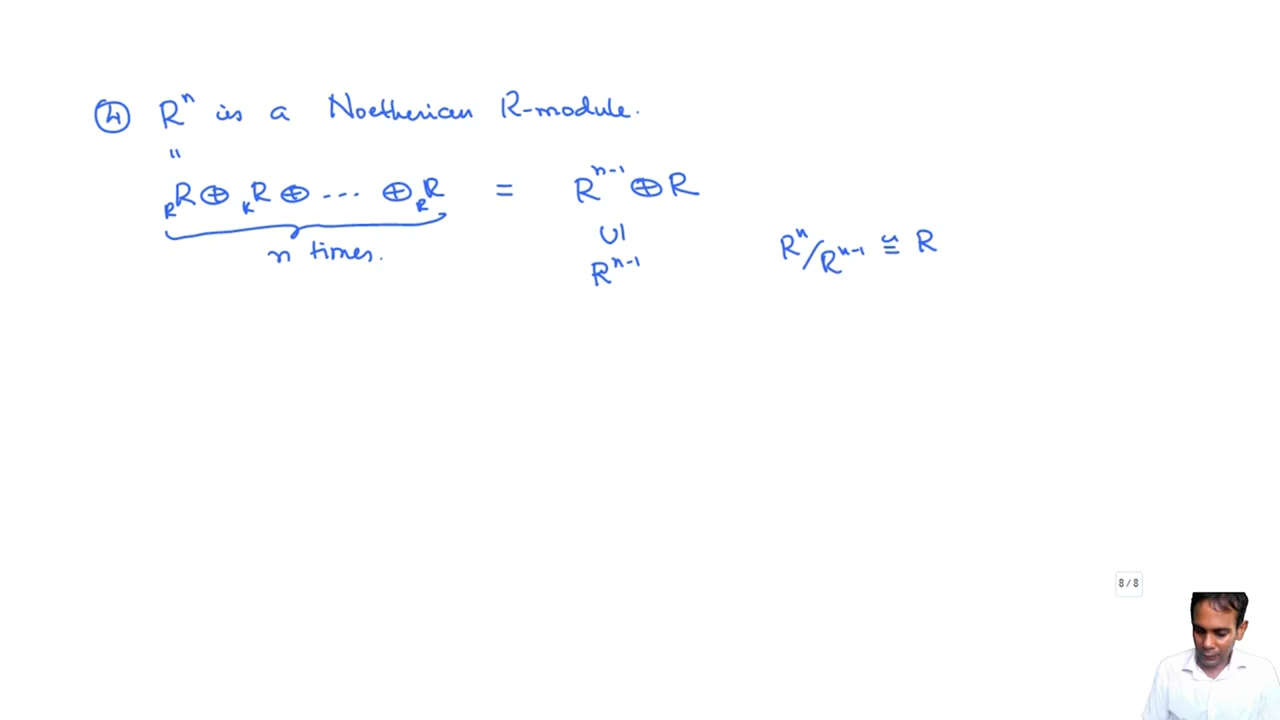 ④ Rⁿ is a Noetherian R-module.
"
ᵣR ⊕ ᵣR ⊕ ... ⊕ ᵣR = Rⁿ⁻¹ ⊕ R
n times.
∪|
Rⁿ⁻¹
Rⁿ/Rⁿ⁻¹ ≅ R
8 / 8